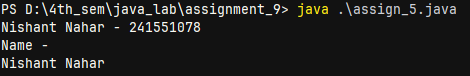 PS D:\4th_sem\java_lab\assignment_9> java .\assign_5.java
Nishant Nahar - 241551078
Name -
Nishant Nahar